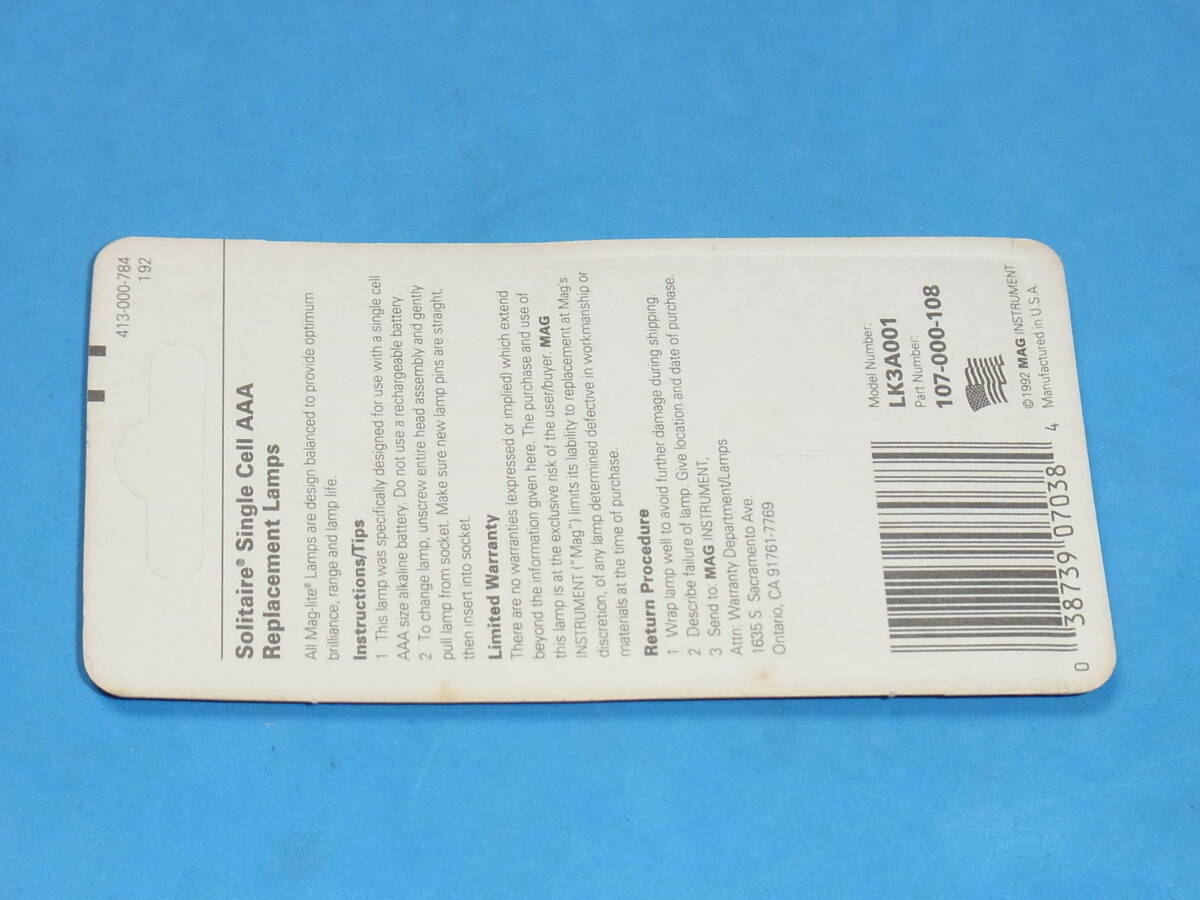 413-000-784
192
Solitaire® Single Cell AAA
Replacement Lamps
All Mag-lite® Lamps are design balanced to provide optimum
brilliance, range and lamp life.
Instructions/Tips
1 This lamp was specifically designed for use with a single cell
AAA size alkaline battery. Do not use a rechargeable battery.
2 To change lamp, unscrew entire head assembly and gently
pull lamp from socket. Make sure new lamp pins are straight,
then insert into socket.
Limited Warranty
There are no warranties (expressed or implied) which extend
beyond the information given here. The purchase and use of
this lamp is at the exclusive risk of the user/buyer. MAG
INSTRUMENT ("Mag") limits its liability to replacement at Mag's
discretion, of any lamp determined defective in workmanship or
materials at the time of purchase.
Return Procedure
1 Wrap lamp well to avoid further damage during shipping.
2 Describe failure of lamp. Give location and date of purchase.
3 Send to: MAG INSTRUMENT,
Attn: Warranty Department/Lamps
1635 S. Sacramento Ave.
Ontario, CA 91761-7769
Model Number:
LK3A001
Part Number:
107-000-108
©1992 MAG INSTRUMENT
Manufactured in U.S.A.
0 38739 07038 4